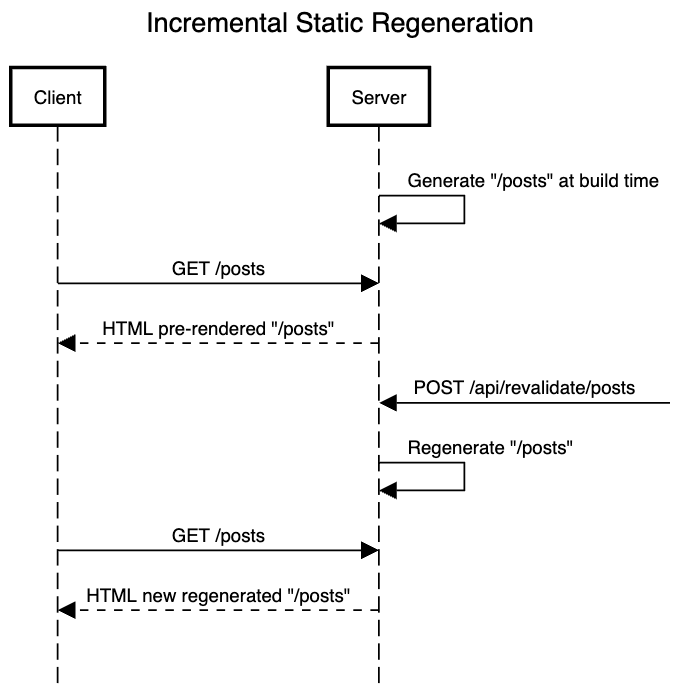 Incremental Static Regeneration
Client
Server
Generate "/posts" at build time
GET /posts
HTML pre-rendered "/posts"
POST /api/revalidate/posts
Regenerate "/posts"
GET /posts
HTML new regenerated "/posts"